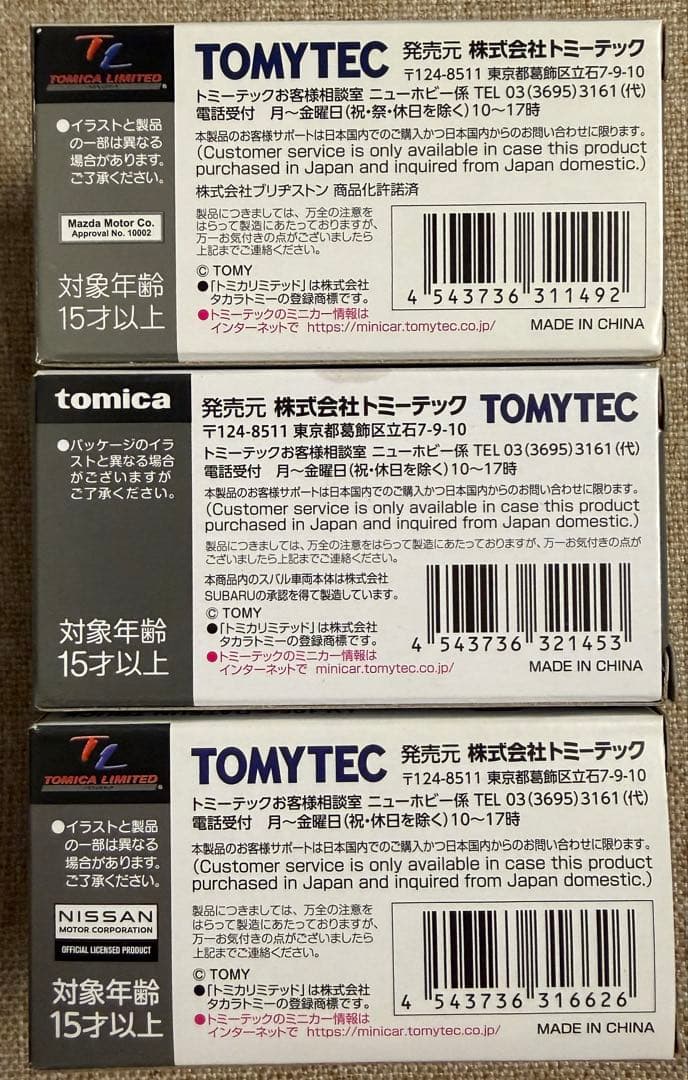 TL
TOMICA LIMITED
TOMYTEC 発売元 株式会社トミーテック
〒124-8511 東京都葛飾区立石7-9-10
トミーテックお客様相談室 ニューホビー係 TEL 03(3695)3161(代)
電話受付 月～金曜日(祝・祭・休日を除く)10～17時
●イラストと製品
の一部は異なる
場合があります。
ご了承ください。
本製品のお客様サポートは日本国内でのご購入かつ日本国内からのお問い合わせに限ります。
(Customer service is only available in case this product
purchased in Japan and inquired from Japan domestic.)
株式会社ブリヂストン 商品化許諾済
Mazda Motor Co.
Approval No. 10002
製品につきましては、万全の注意を
はらって製造にあたっておりますが、
万一お気付きの点がございましたら
上記までご連絡ください。
対象年齢
15才以上
© TOMY
●「トミカリミテッド」は株式会社
タカラトミーの登録商標です。
●トミーテックのミニカー情報は
インターネットで https://minicar.tomytec.co.jp/
4 543736 311492
MADE IN CHINA
tomica
発売元 株式会社トミーテック TOMYTEC
〒124-8511 東京都葛飾区立石7-9-10
トミーテックお客様相談室 ニューホビー係 TEL 03(3695)3161(代)
電話受付 月～金曜日(祝・休日を除く)10～17時
●パッケージのイラ
ストと異なる場合
がございますが
ご了承ください。
本製品のお客様サポートは日本国内でのご購入かつ日本国内からのお問い合わせに限ります。
(Customer service is only available in case this product
purchased in Japan and inquired from Japan domestic.)
製品につきましては、万全の注意をはらって製造にあたっておりますが、万一お気付きの点が
ございましたら上記までご連絡ください。
本商品内のスバル車両本体は株式会社
SUBARUの承認を得て製造しています。
対象年齢
15才以上
© TOMY
●「トミカリミテッド」は株式会社
タカラトミーの登録商標です。
●トミーテックのミニカー情報は
インターネットで minicar.tomytec.co.jp/
4 543736 321453
MADE IN CHINA
TL
TOMICA LIMITED
TOMYTEC 発売元 株式会社トミーテック
〒124-8511 東京都葛飾区立石7-9-10
トミーテックお客様相談室 ニューホビー係 TEL 03(3695)3161(代)
電話受付 月～金曜日(祝・休日を除く)10～17時
●イラストと製品
の一部は異なる
場合があります。
ご了承ください。
本製品のお客様サポートは日本国内でのご購入かつ日本国内からのお問い合わせに限ります。
(Customer service is only available in case this product
purchased in Japan and inquired from Japan domestic.)
NISSAN
MOTOR CORPORATION
OFFICIAL LICENSED PRODUCT
製品につきましては、万全の注意を
はらって製造にあたっておりますが、
万一お気付きの点がございましたら
上記までご連絡ください。
対象年齢
15才以上
© TOMY
●「トミカリミテッド」は株式会社
タカラトミーの登録商標です。
●トミーテックのミニカー情報は
インターネットで https://minicar.tomytec.co.jp/
4 543736 316626
MADE IN CHINA